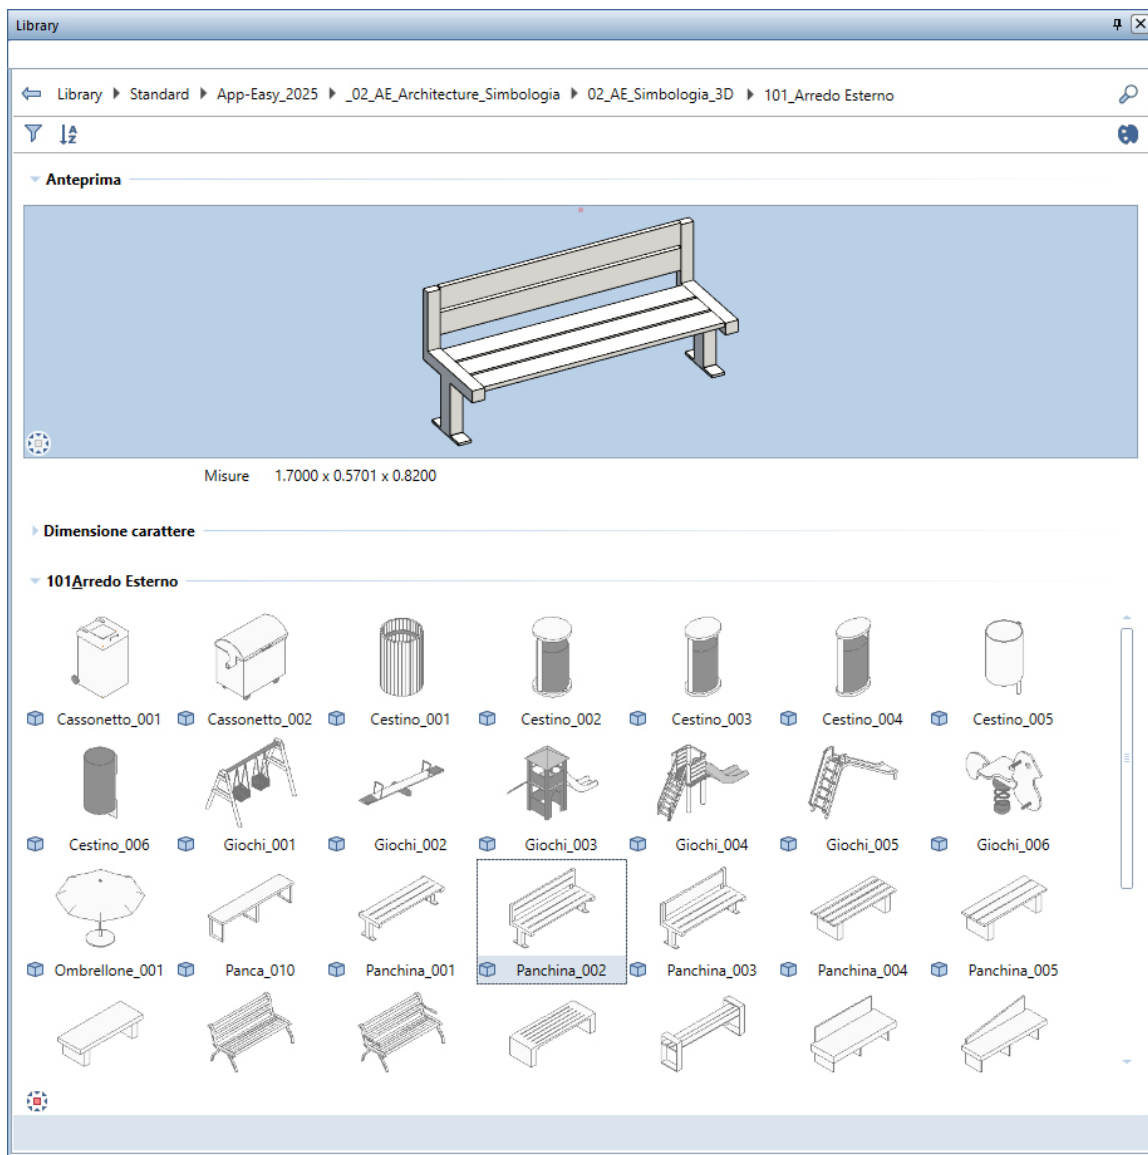 Library
Library Standard App-Easy_2025 _02_AE_Architecture_Simbologia 02_AE_Simbologia_3D 101_Arredo Esterno
Anteprima
Misure 1.7000 x 0.5701 x 0.8200
Dimensione carattere
101Arredo Esterno
Cassonetto_001 Cassonetto_002 Cestino_001 Cestino_002 Cestino_003 Cestino_004 Cestino_005
Cestino_006 Giochi_001 Giochi_002 Giochi_003 Giochi_004 Giochi_005 Giochi_006
Ombrellone_001 Panca_010 Panchina_001 Panchina_002 Panchina_003 Panchina_004 Panchina_005